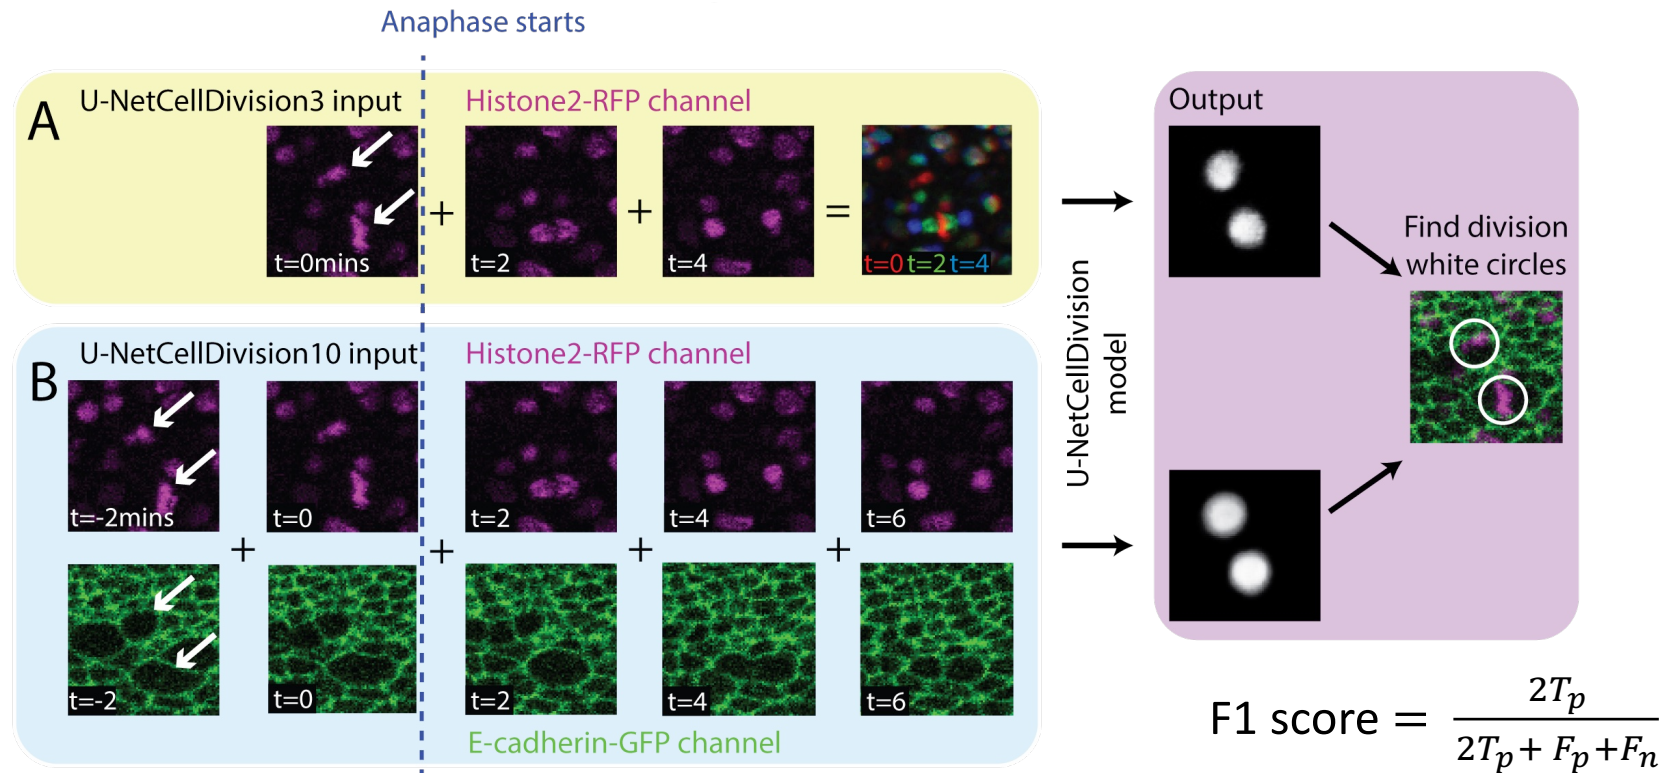 Anaphase starts
A
U-NetCellDivision3 input
Histone2-RFP channel
t=0mins
+
t=2
+
t=4
=
t=0 t=2 t=4
B
U-NetCellDivision10 input
Histone2-RFP channel
t=-2mins
t=0
t=2
t=4
t=6
+
+
+
+
t=-2
t=0
t=2
t=4
t=6
E-cadherin-GFP channel
U-NetCellDivision
model
Output
Find division
white circles
F1 score = 2Tp / 2Tp + Fp +Fn